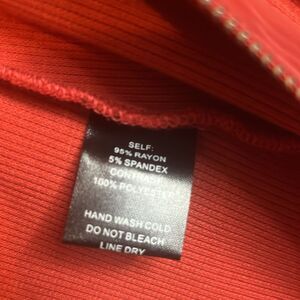 SELF:
95% RAYON
5% SPANDEX
CONTRAST
100% POLYESTER
HAND WASH COLD
DO NOT BLEACH
LINE DRY